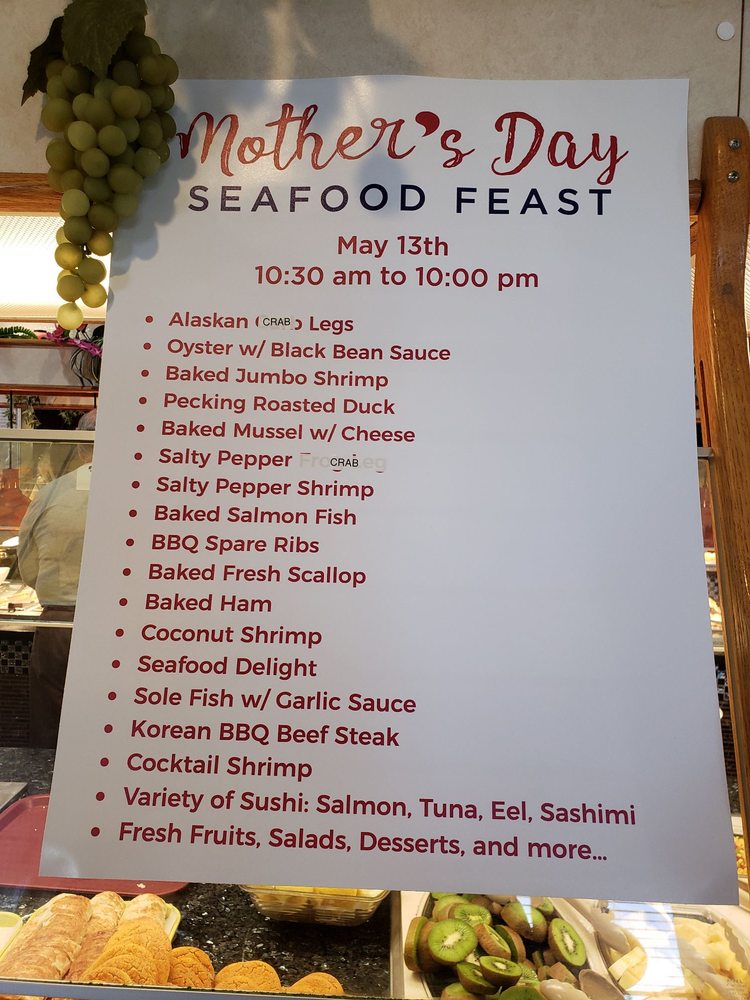 Mother's Day
SEAFOOD FEAST
May 13th
10:30 am to 10:00 pm
• Alaskan CRAB Legs
• Oyster w/ Black Bean Sauce
• Baked Jumbo Shrimp
• Pecking Roasted Duck
• Baked Mussel w/ Cheese
• Salty Pepper CRAB
• Salty Pepper Shrimp
• Baked Salmon Fish
• BBQ Spare Ribs
• Baked Fresh Scallop
• Baked Ham
• Coconut Shrimp
• Seafood Delight
• Sole Fish w/ Garlic Sauce
• Korean BBQ Beef Steak
• Cocktail Shrimp
• Variety of Sushi: Salmon, Tuna, Eel, Sashimi
• Fresh Fruits, Salads, Desserts, and more...